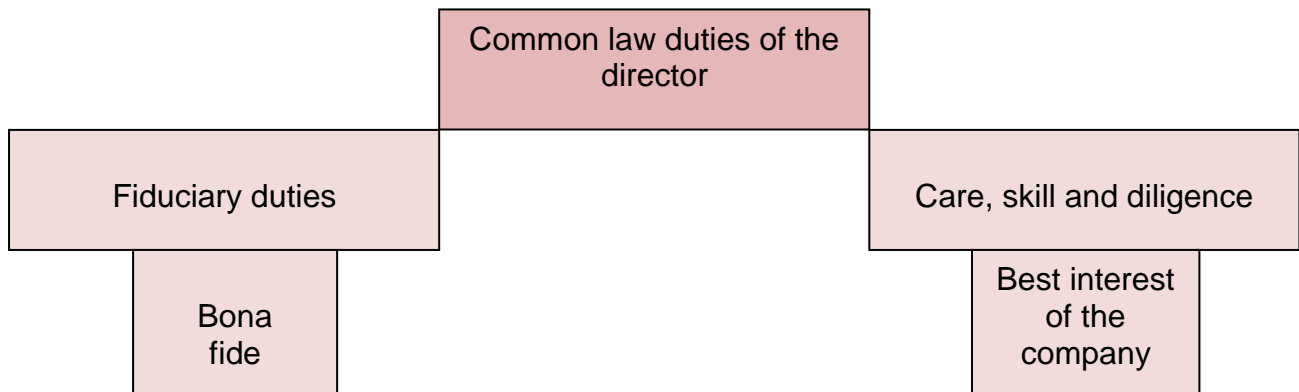 Common law duties of the
director
Fiduciary duties
Care, skill and diligence
Bona
fide
Best interest
of the
company